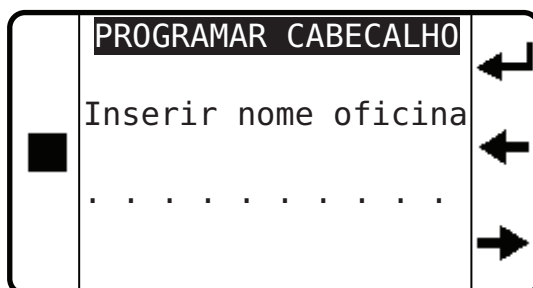 PROGRAMAR CABECALHO
Inserir nome oficina
. . . . . . . . . .